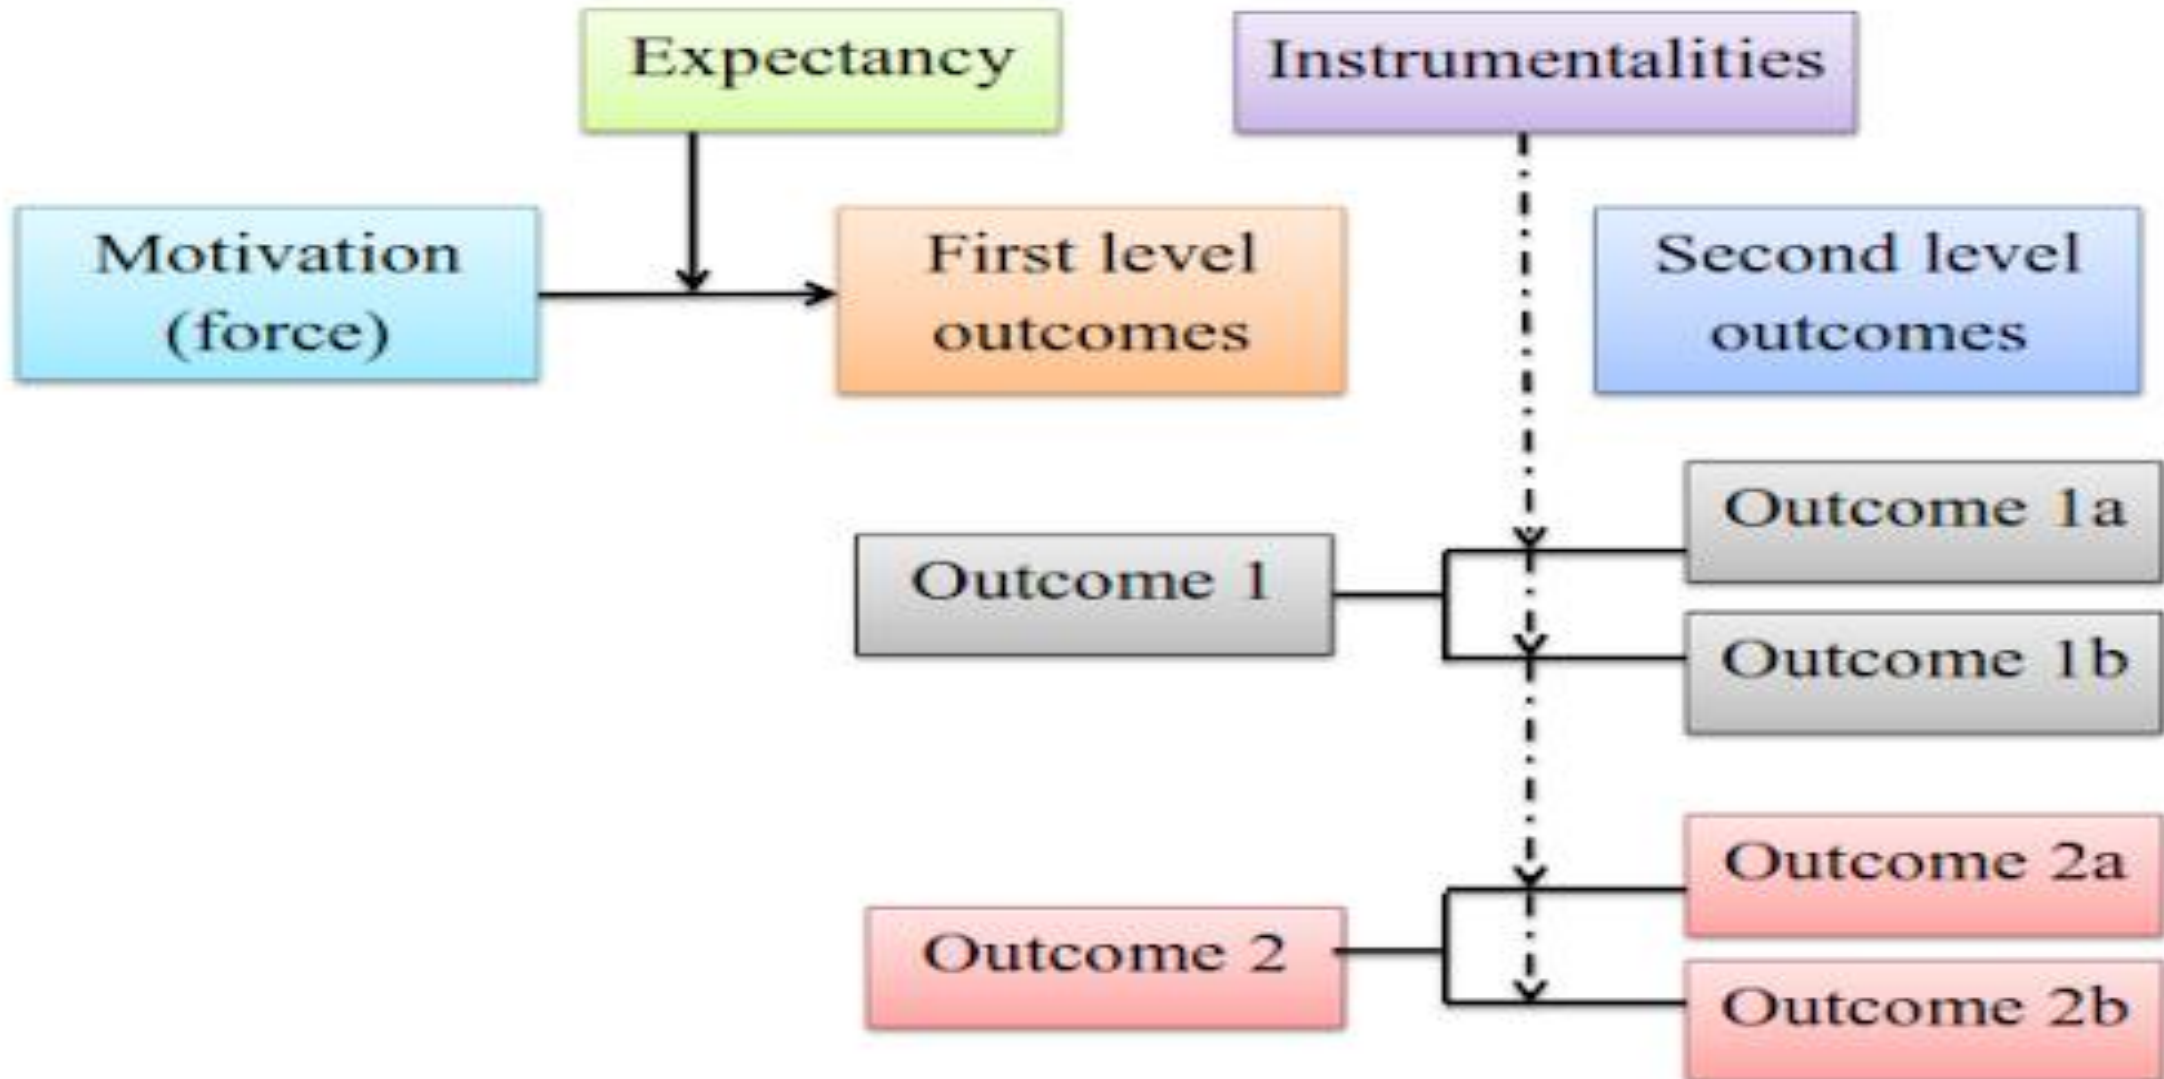 Expectancy
Instrumentalities
Motivation
(force)
First level
outcomes
Second level
outcomes
Outcome 1
Outcome 1a
Outcome 1b
Outcome 2
Outcome 2a
Outcome 2b